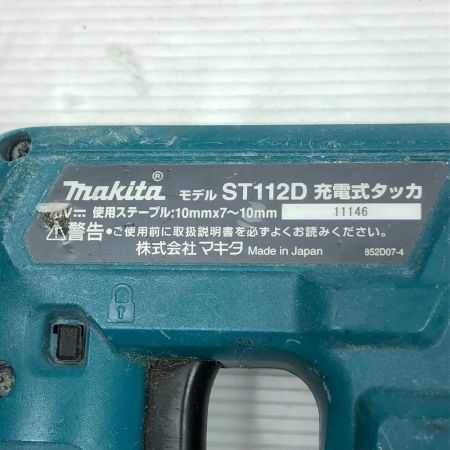 makita® モデル ST112D 充電式タッカ
V⎓ 使用ステープル:10mmx7～10mm 11146
⚠警告 ●ご使用前に取扱説明書を必ずよくお読みください。
株式会社マキタ Made in Japan 852D07-4